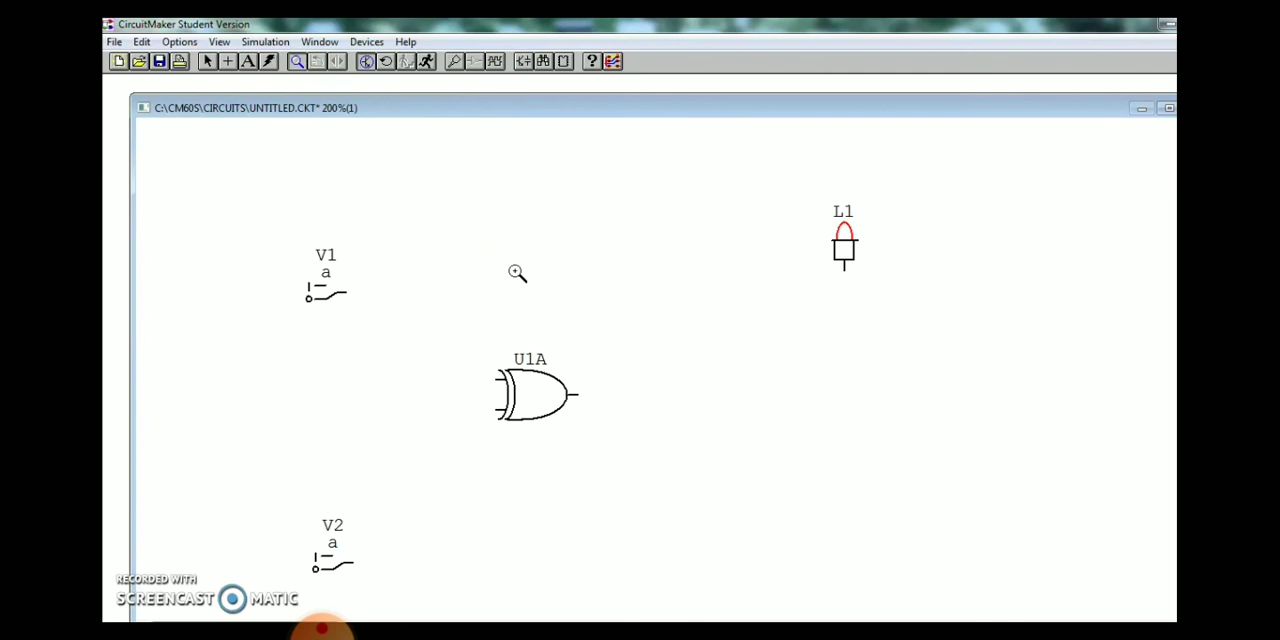 CircuitMaker Student Version
File Edit Options View Simulation Window Devices Help
A ?
C:\CM60S\CIRCUITS\UNTITLED.CKT* 200%(1)
L1
V1
a
U1A
V2
a
RECORDED WITH
SCREENCAST MATIC